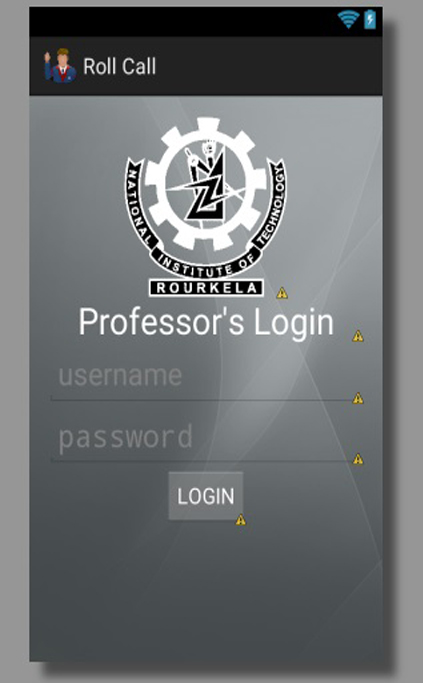 Roll Call
NATIONAL INSTITUTE OF TECHNOLOGY
ROURKELA
Professor's Login
username
password
LOGIN